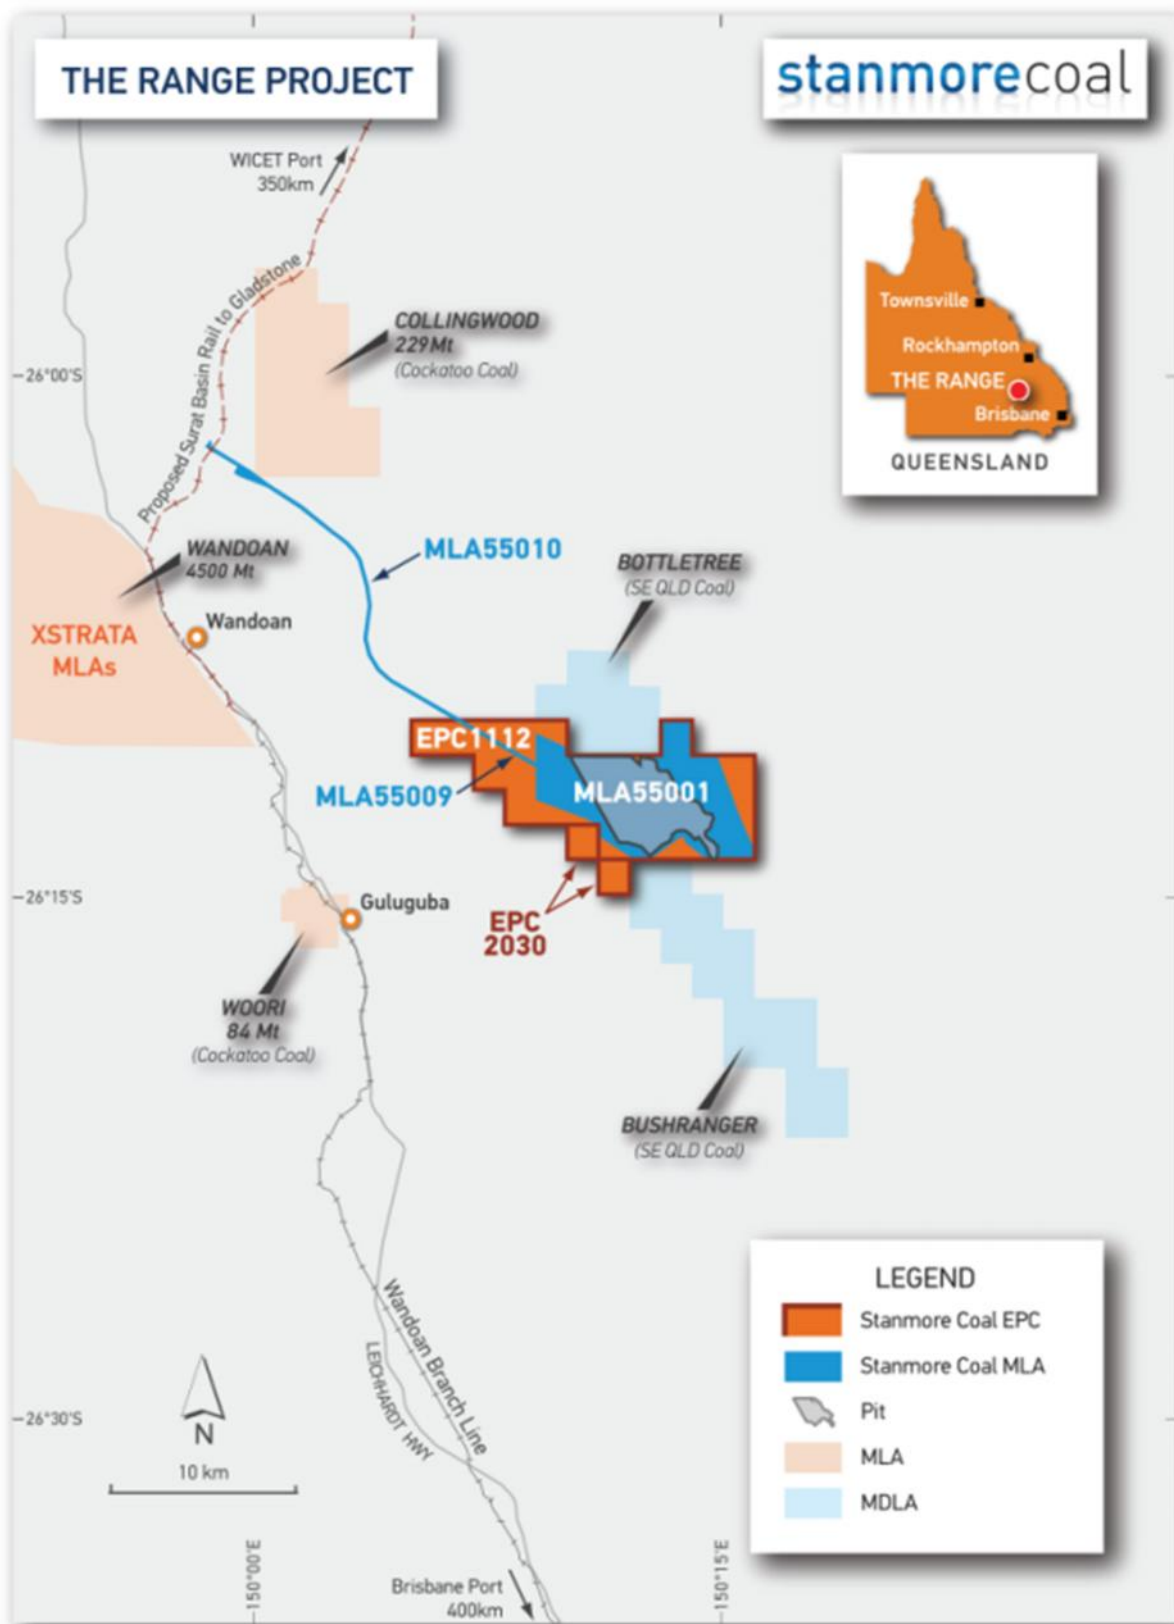 THE RANGE PROJECT
stanmorecoal
WICET Port
350km
Proposed Surat Basin Rail to Gladstone
COLLINGWOOD
229Mt
(Cockatoo Coal)
Townsville
Rockhampton
THE RANGE
Brisbane
QUEENSLAND
26°00'S
WANDOAN
4500 Mt
MLA55010
BOTTLETREE
(SE QLD Coal)
Wandoan
XSTRATA
MLAs
EPC1112
MLA55009
MLA55001
26°15'S
Guluguba
EPC
2030
WOORI
84 Mt
(Cockatoo Coal)
BUSHRANGER
(SE QLD Coal)
Wandoan Branch Line
LEICHHARDT HWY
26°30'S
N
10 km
LEGEND
Stanmore Coal EPC
Stanmore Coal MLA
Pit
MLA
MDLA
150°00'E
150°15'E
Brisbane Port
400km